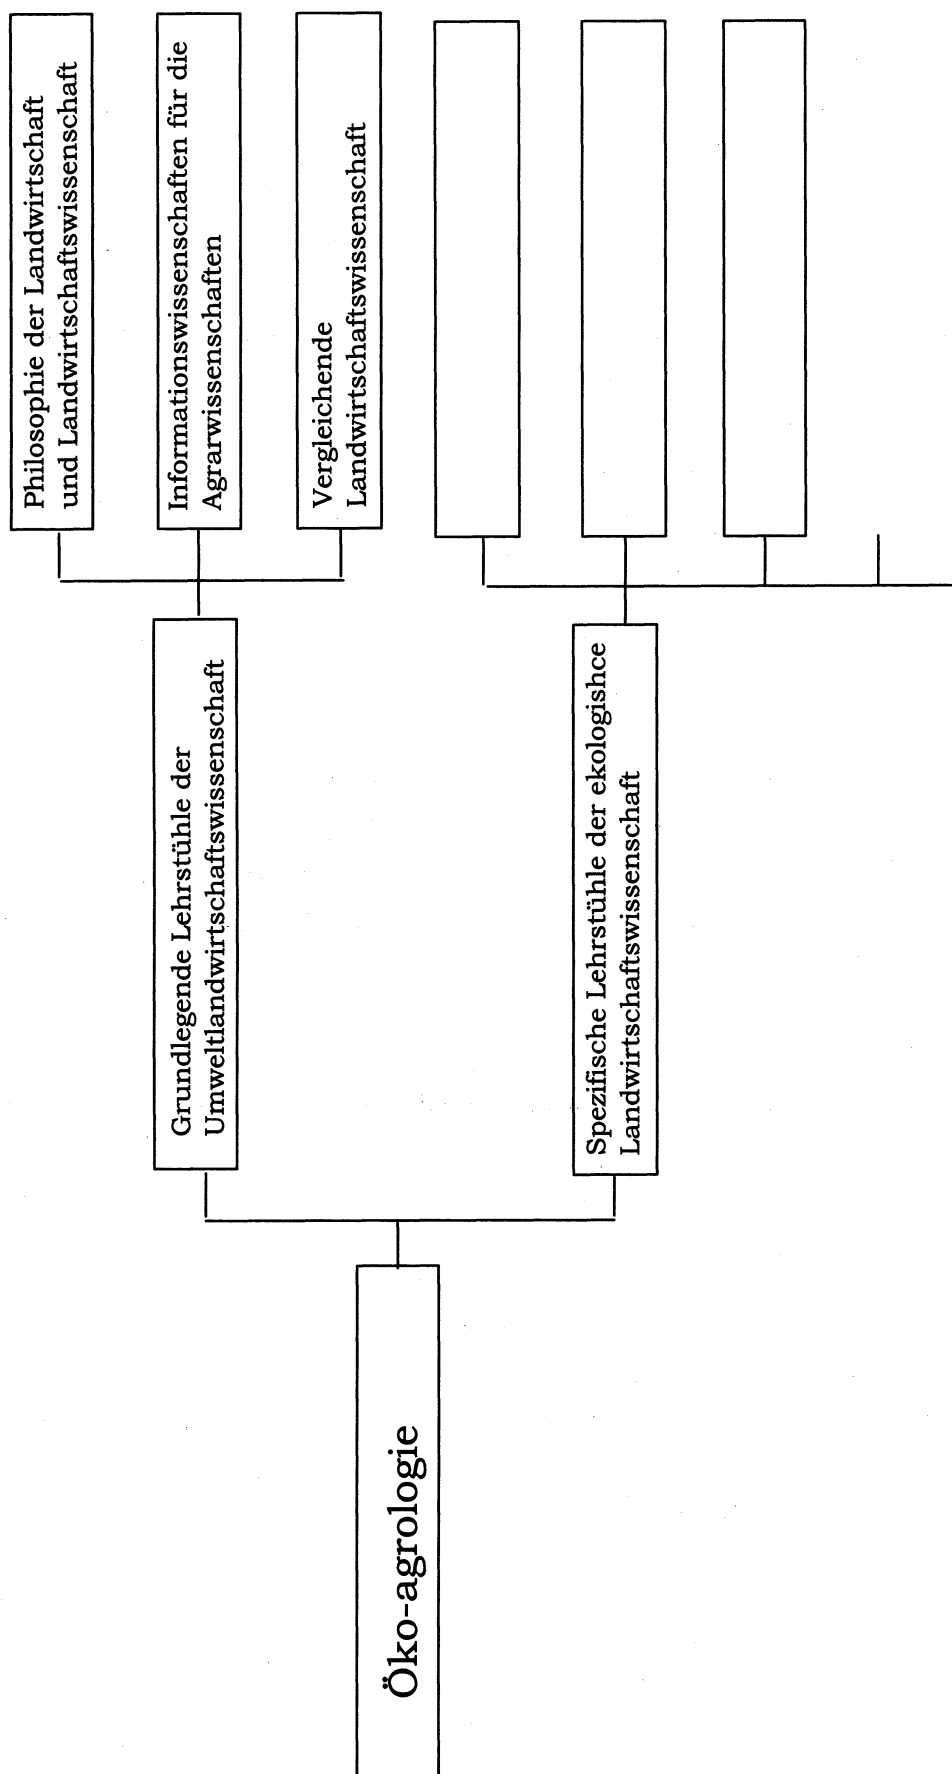 Öko-agrologie
Grundlegende Lehrstühle der
Umweltlandwirtschaftswissenschaft
Philosophie der Landwirtschaft
und Landwirtschaftswissenschaft
Informationswissenschaften für die
Agrarwissenschaften
Vergleichende
Landwirtschaftswissenschaft
Spezifische Lehrstühle der ekologishce
Landwirtschaftswissenschaft